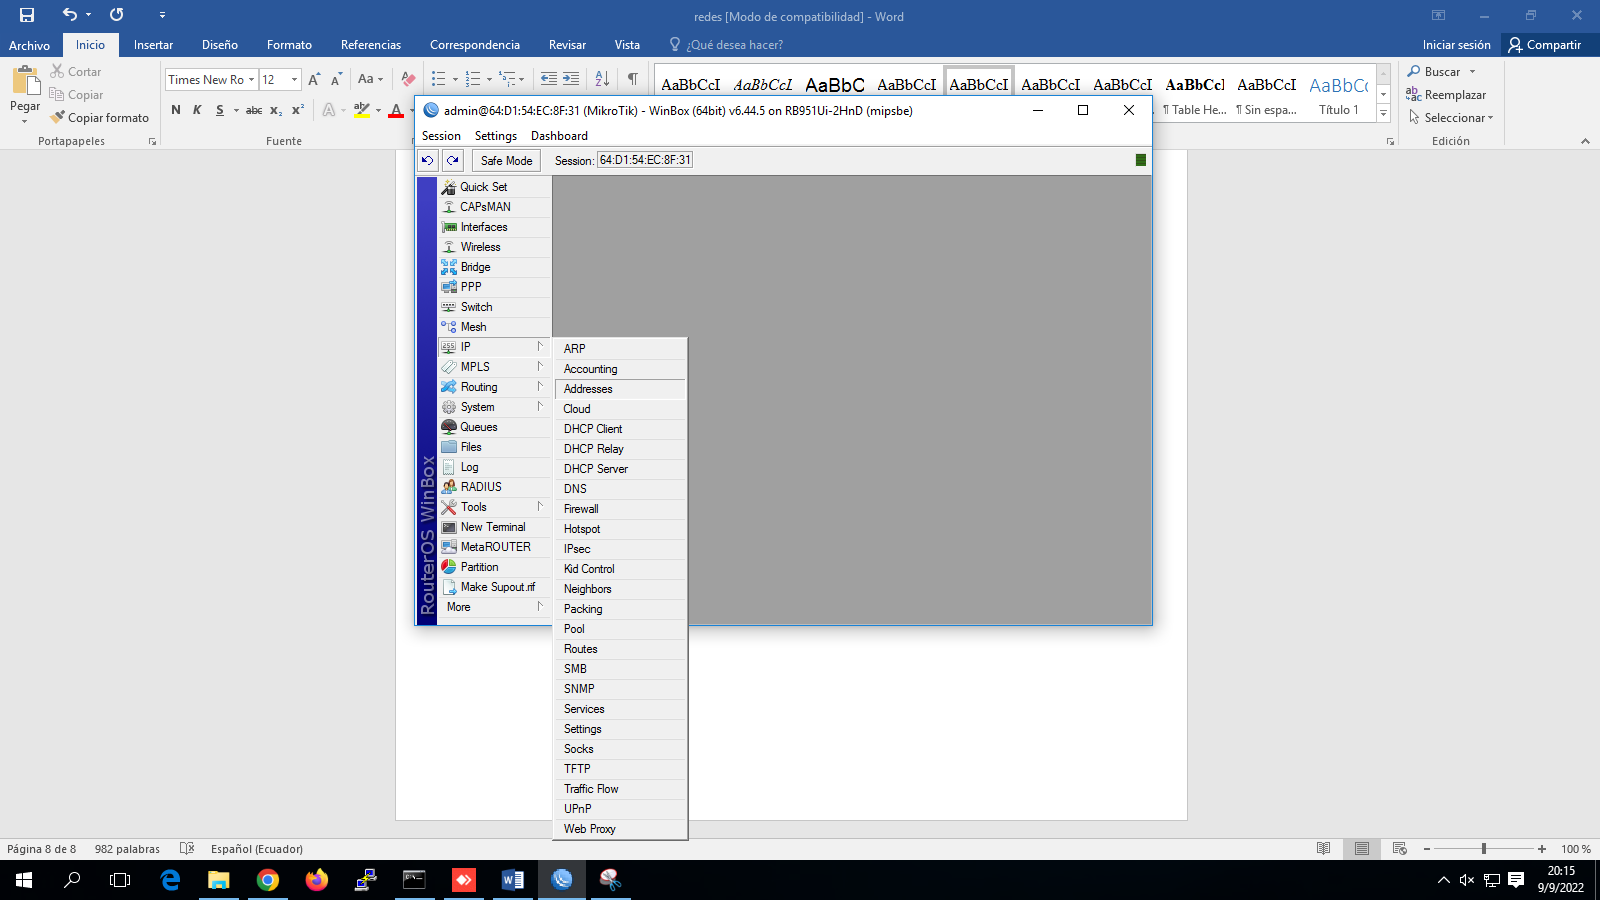 redes [Modo de compatibilidad] - Word
Archivo Inicio Insertar Diseño Formato Referencias Correspondencia Revisar Vista ¿Qué desea hacer? Iniciar sesión Compartir
Pegar
Cortar
Copiar
Copiar formato
Portapapeles
Times New Ro 12
N K S abc x₂ x²
Fuente
AaBbCcI AaBbCcL AaBbC AaBbCcI AaBbCcI AaBbCcI AaBbCcI AaBbCcI AaBbCcI AaBbCc
¶ Table He... ¶ Sin espa... Título 1
Buscar
Reemplazar
Seleccionar
Edición
admin@64:D1:54:EC:8F:31 (MikroTik) - WinBox (64bit) v6.44.5 on RB951Ui-2HnD (mipsbe)
Session Settings Dashboard
Safe Mode Session: 64:D1:54:EC:8F:31
RouterOS WinBox
Quick Set
CAPsMAN
Interfaces
Wireless
Bridge
PPP
Switch
Mesh
IP
MPLS
Routing
System
Queues
Files
Log
RADIUS
Tools
New Terminal
MetaROUTER
Partition
Make Supout.rif
More
ARP
Accounting
Addresses
Cloud
DHCP Client
DHCP Relay
DHCP Server
DNS
Firewall
Hotspot
IPsec
Kid Control
Neighbors
Packing
Pool
Routes
SMB
SNMP
Services
Settings
Socks
TFTP
Traffic Flow
UPnP
Web Proxy
Página 8 de 8 982 palabras Español (Ecuador) 100 %
20:15
9/9/2022